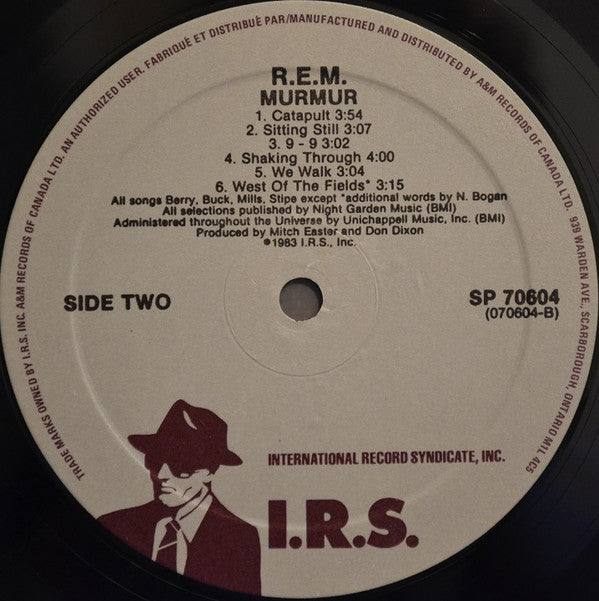 FABRIQUÉ ET DISTRIBUÉ PAR/MANUFACTURED AND DISTRIBUTED BY A&M RECORDS OF CANADA LTD. 939 WARDEN AVE., SCARBOROUGH, ONTARIO M1L 4C5
TRADE MARKS OWNED BY I.R.S. INC. A&M RECORDS OF CANADA LTD. AN AUTHORIZED USER.
R.E.M.
MURMUR
1. Catapult 3:54
2. Sitting Still 3:07
3. 9 - 9 3:02
4. Shaking Through 4:00
5. We Walk 3:04
6. West Of The Fields* 3:15
All songs Berry, Buck, Mills, Stipe except *additional words by N. Bogan
All selections published by Night Garden Music (BMI)
Administered throughout the Universe by Unichappell Music, Inc. (BMI)
Produced by Mitch Easter and Don Dixon
℗1983 I.R.S., Inc.
SIDE TWO
SP 70604
(070604-B)
INTERNATIONAL RECORD SYNDICATE, INC.
I.R.S.